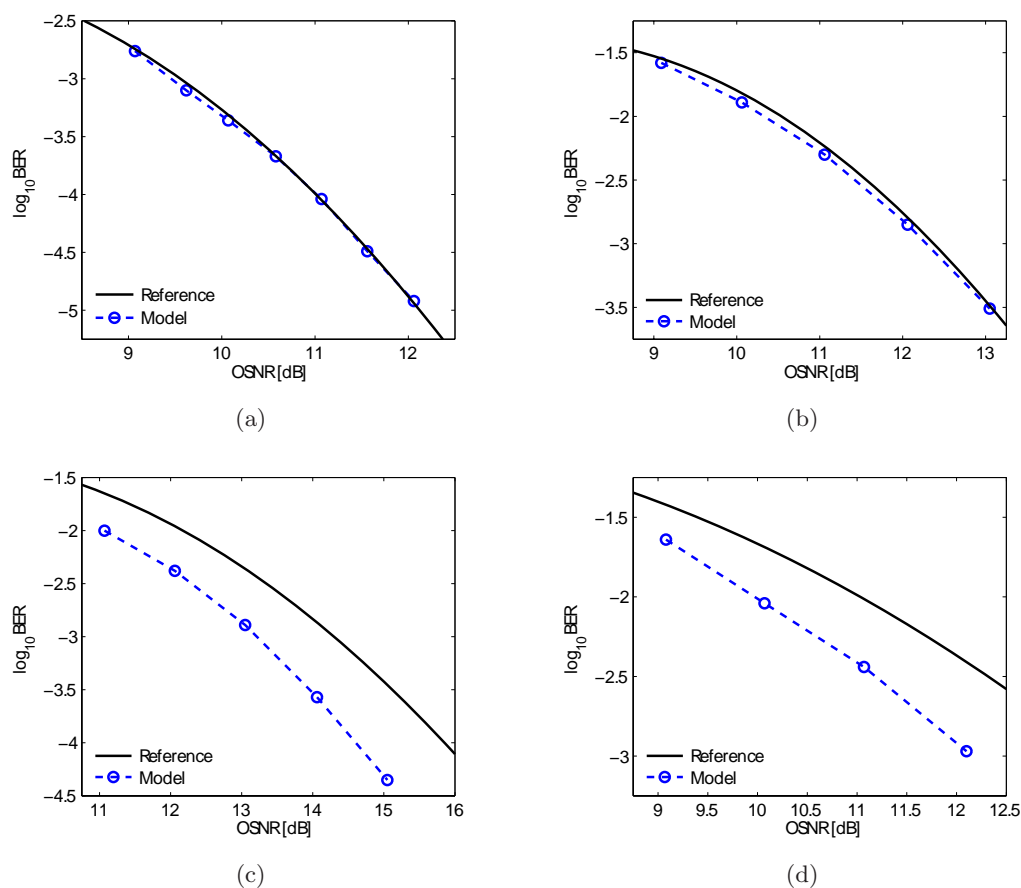 −2.5
−3
−3.5
−4
−4.5
−5
log10BER
Reference
Model
9 10 11 12
OSNR[dB]
(a)
−1.5
−2
−2.5
−3
−3.5
log10BER
Reference
Model
9 10 11 12 13
OSNR[dB]
(b)
−1.5
−2
−2.5
−3
−3.5
−4
−4.5
log10BER
Reference
Model
11 12 13 14 15 16
OSNR[dB]
(c)
−1.5
−2
−2.5
−3
log10BER
Reference
Model
9 9.5 10 10.5 11 11.5 12 12.5
OSNR[dB]
(d)